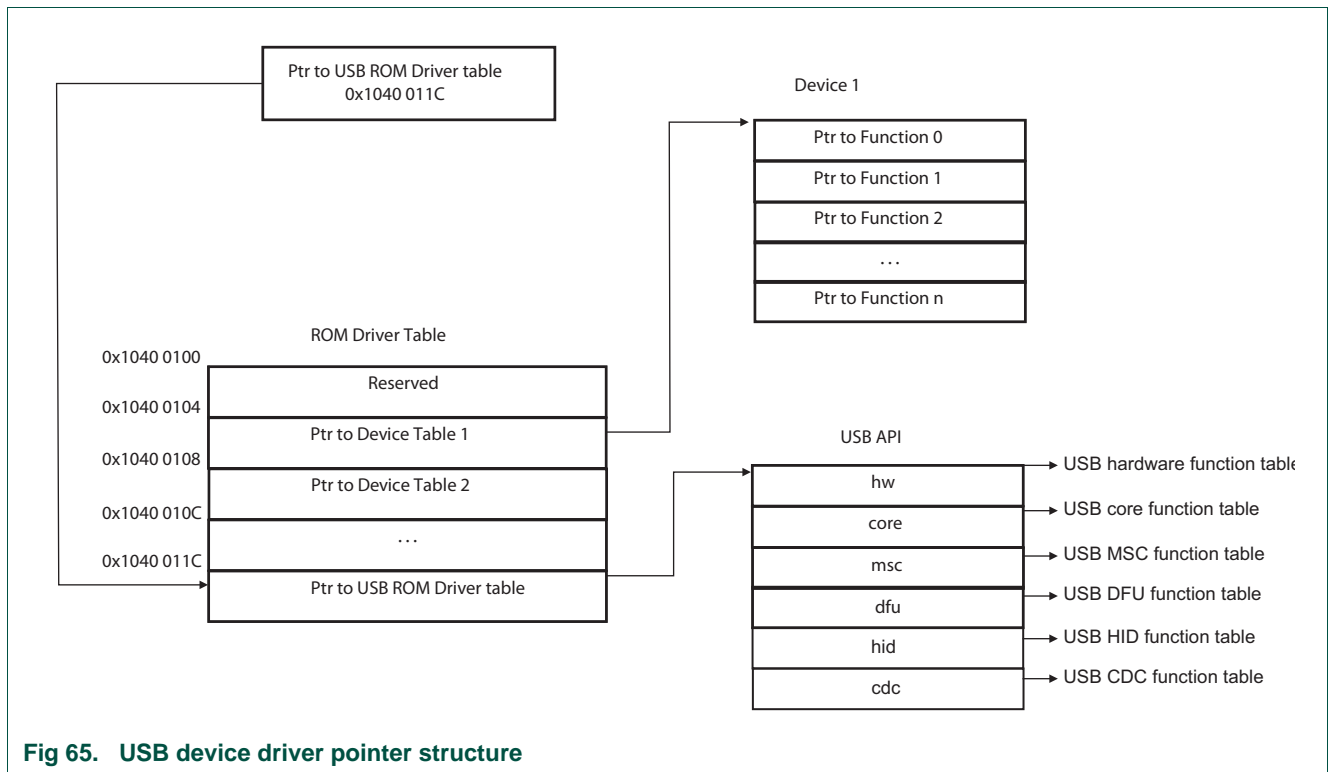 Ptr to USB ROM Driver table
0x1040 011C
Device 1
Ptr to Function 0
Ptr to Function 1
Ptr to Function 2
...
Ptr to Function n
ROM Driver Table
0x1040 0100
Reserved
0x1040 0104
Ptr to Device Table 1
0x1040 0108
Ptr to Device Table 2
0x1040 010C
...
0x1040 011C
Ptr to USB ROM Driver table
USB API
hw
USB hardware function table
core
USB core function table
msc
USB MSC function table
dfu
USB DFU function table
hid
USB HID function table
cdc
USB CDC function table
Fig 65. USB device driver pointer structure